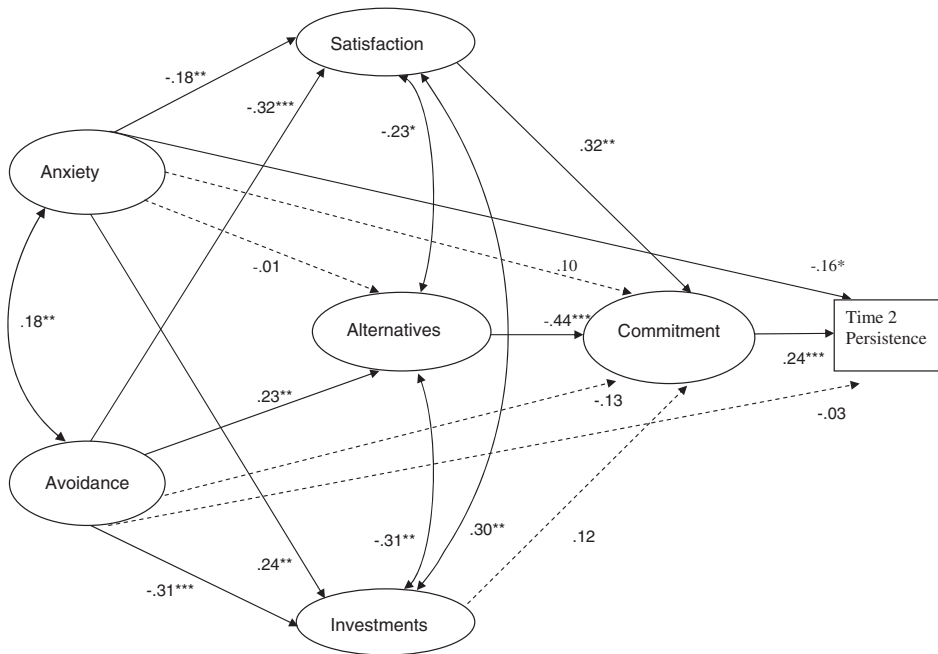 Satisfaction
-.18**
-.32***
-.23*
.32**
Anxiety
-.01
.10
-.16*
.18**
Alternatives
-.44***
Commitment
Time 2
Persistence
.24***
.23**
-.13
-.03
Avoidance
-.31***
.24**
-.31**
.30**
.12
Investments